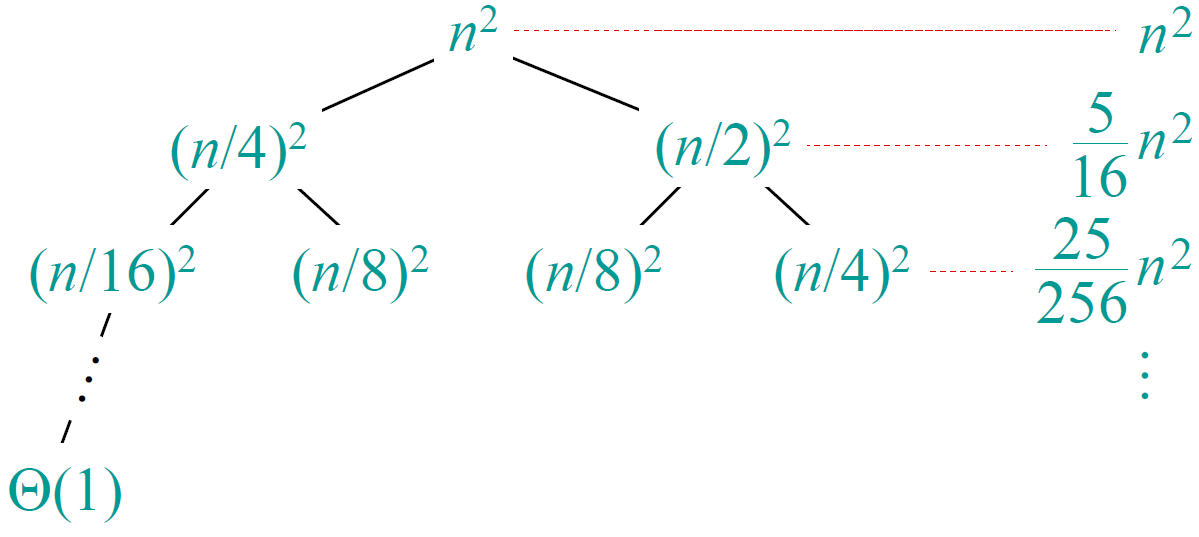 n² n²
(n/4)² (n/2)² 5/16 n²
(n/16)² (n/8)² (n/8)² (n/4)² 25/256 n²
⋮ ⋮
Θ(1)